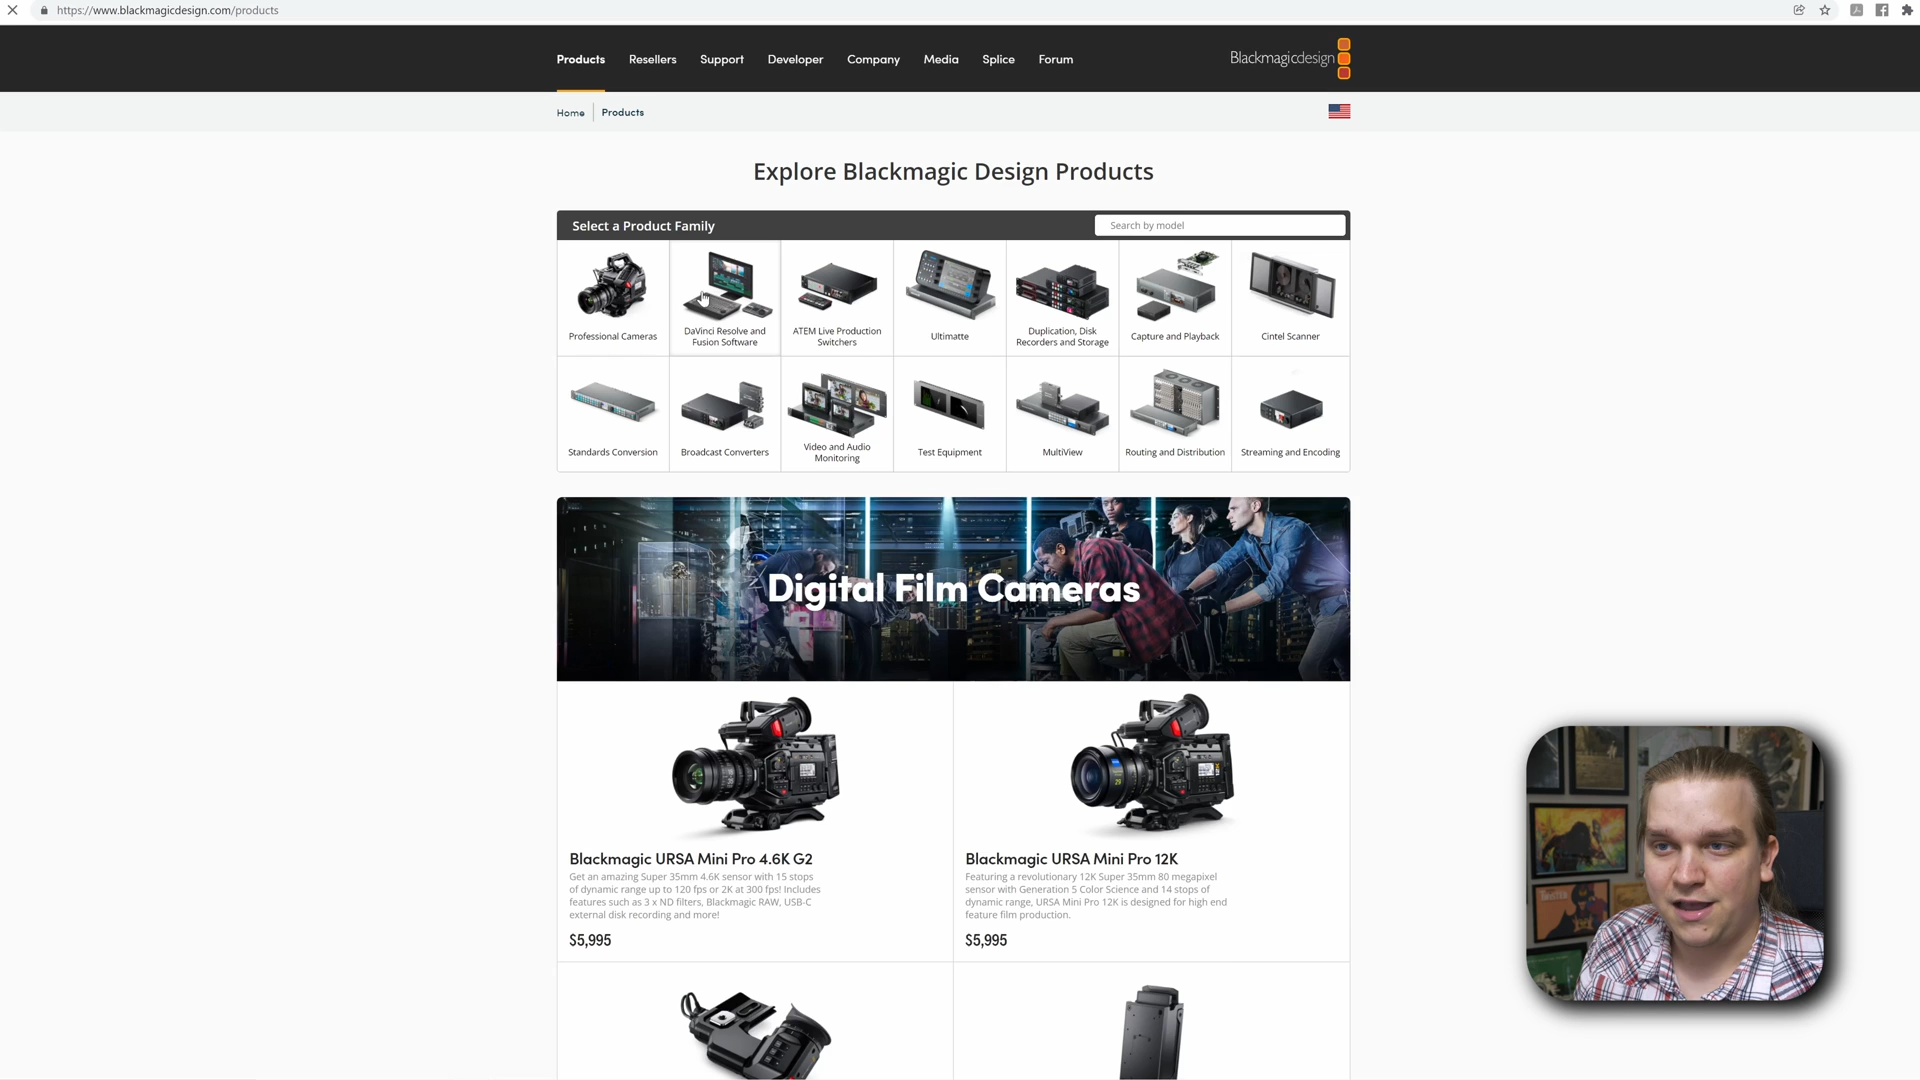 https://www.blackmagicdesign.com/products
Products Resellers Support Developer Company Media Splice Forum
Blackmagicdesign
Home Products
Explore Blackmagic Design Products
Select a Product Family
Search by model
Professional Cameras
DaVinci Resolve and
Fusion Software
ATEM Live Production
Switchers
Ultimatte
Duplication, Disk
Recorders and Storage
Capture and Playback
Cintel Scanner
Standards Conversion
Broadcast Converters
Video and Audio
Monitoring
Test Equipment
MultiView
Routing and Distribution
Streaming and Encoding
Digital Film Cameras
Blackmagic URSA Mini Pro 4.6K G2
Get an amazing Super 35mm 4.6K sensor with 15 stops
of dynamic range up to 120 fps or 2K at 300 fps! Includes
features such as 3 x ND filters, Blackmagic RAW, USB-C
external disk recording and more!
$5,995
Blackmagic URSA Mini Pro 12K
Featuring a revolutionary 12K Super 35mm 80 megapixel
sensor with Generation 5 Color Science and 14 stops of
dynamic range, URSA Mini Pro 12K is designed for high end
feature film production.
$5,995